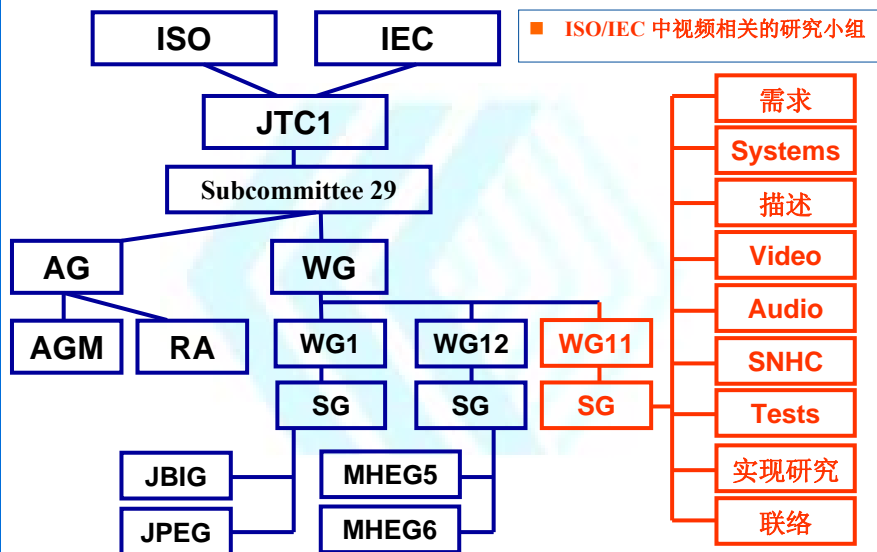 ISO
IEC
■ ISO/IEC 中视频相关的研究小组
JTC1
Subcommittee 29
AG
WG
AGM
RA
WG1
WG12
WG11
SG
SG
SG
JBIG
JPEG
MHEG5
MHEG6
需求
Systems
描述
Video
Audio
SNHC
Tests
实现研究
联络